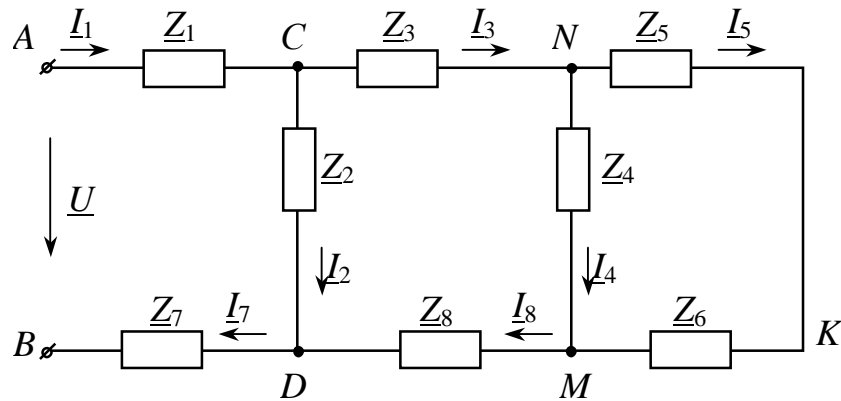 A I1 Z1 C Z3 I3 N Z5 I5
Z2 Z4
U
I2 I4
B Z7 I7 Z8 I8 Z6 K
D M